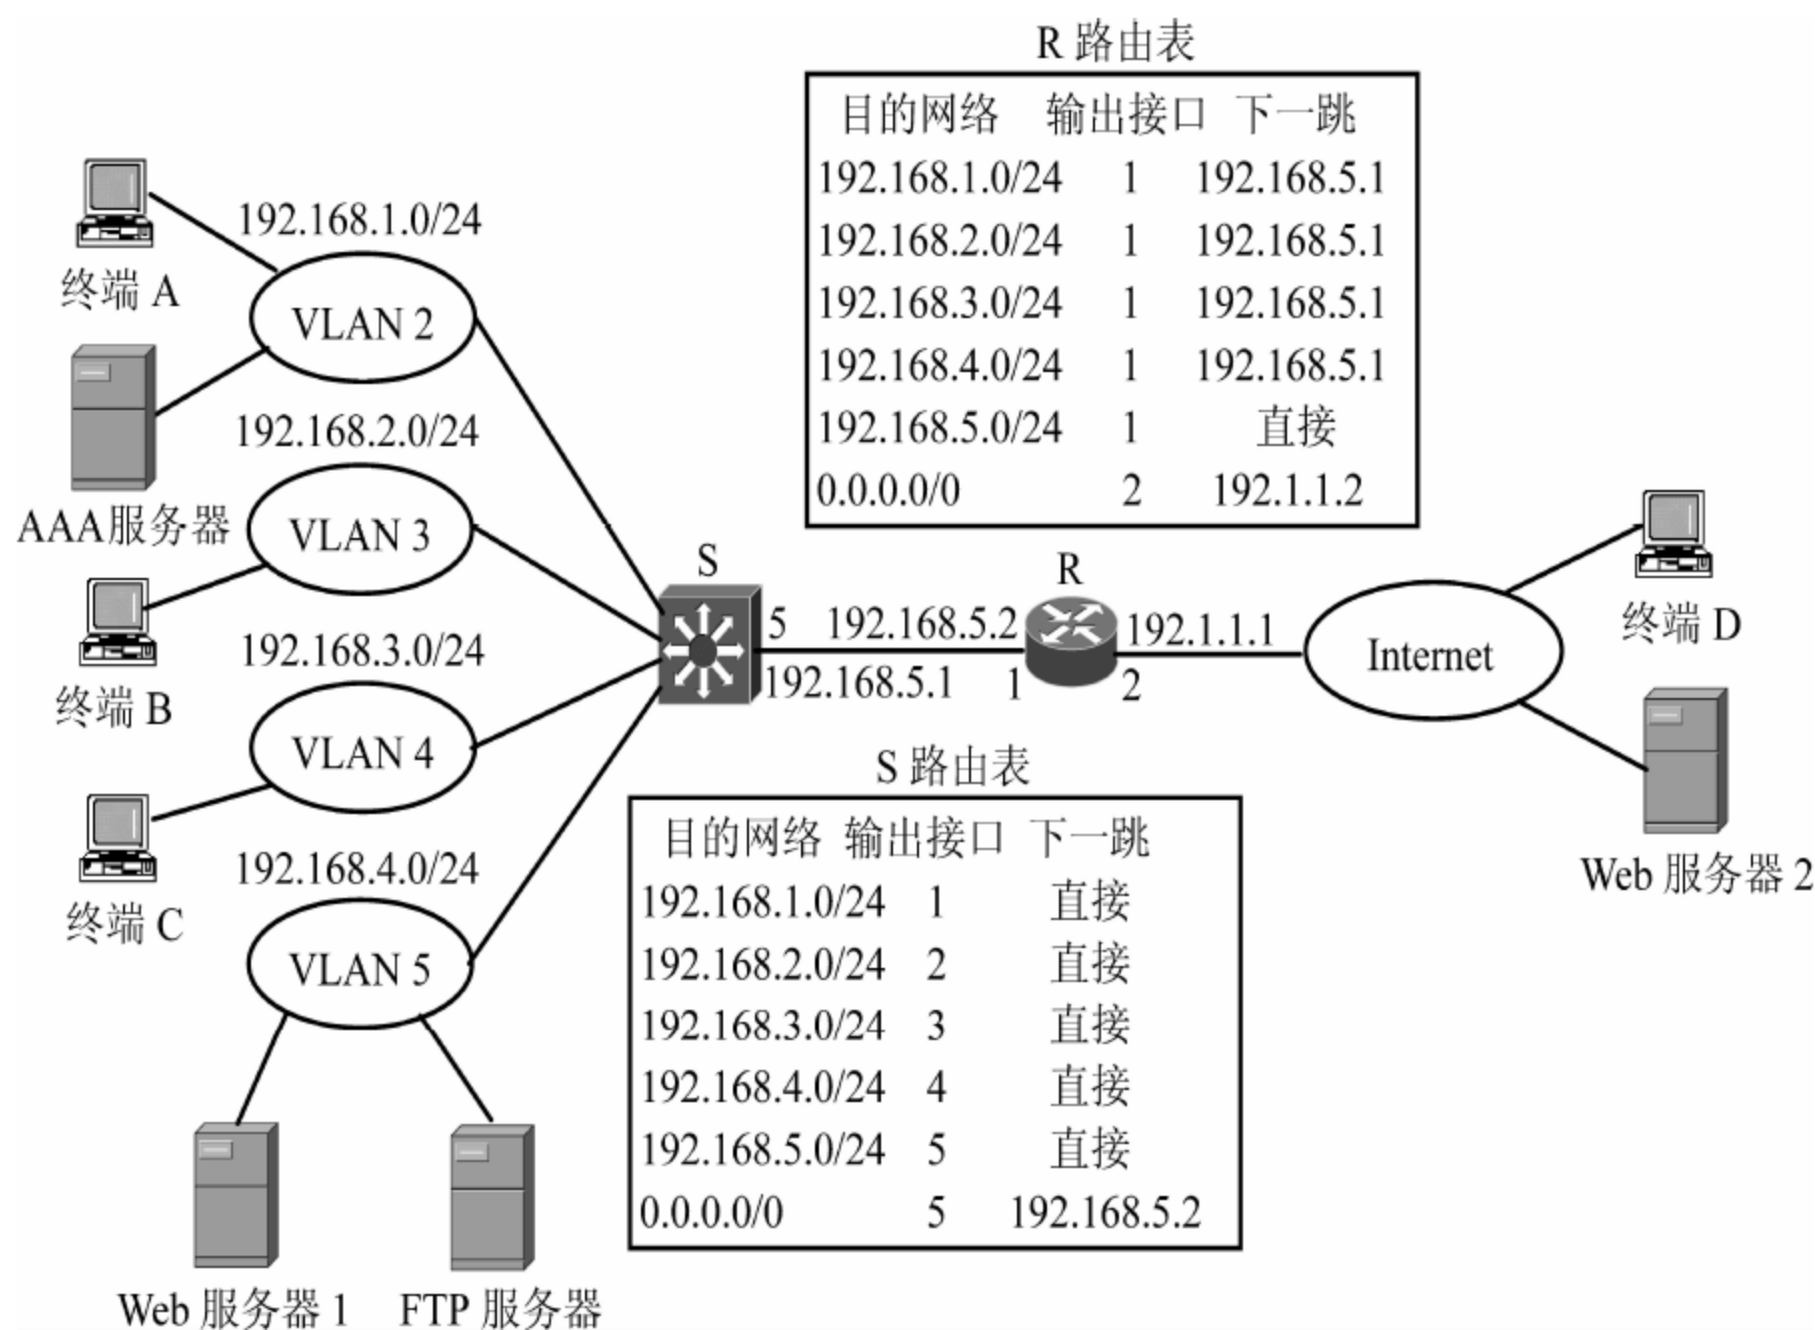 R 路由表
目的网络 输出接口 下一跳
192.168.1.0/24 1 192.168.5.1
192.168.2.0/24 1 192.168.5.1
192.168.3.0/24 1 192.168.5.1
192.168.4.0/24 1 192.168.5.1
192.168.5.0/24 1 直接
0.0.0.0/0 2 192.1.1.2
192.168.1.0/24
终端 A
VLAN 2
AAA服务器
192.168.2.0/24
VLAN 3
终端 B
192.168.3.0/24
VLAN 4
终端 C
192.168.4.0/24
VLAN 5
Web 服务器 1
FTP 服务器
S
5
192.168.5.1
192.168.5.2
1
R
192.1.1.1
2
Internet
终端 D
Web 服务器 2
S 路由表
目的网络 输出接口 下一跳
192.168.1.0/24 1 直接
192.168.2.0/24 2 直接
192.168.3.0/24 3 直接
192.168.4.0/24 4 直接
192.168.5.0/24 5 直接
0.0.0.0/0 5 192.168.5.2